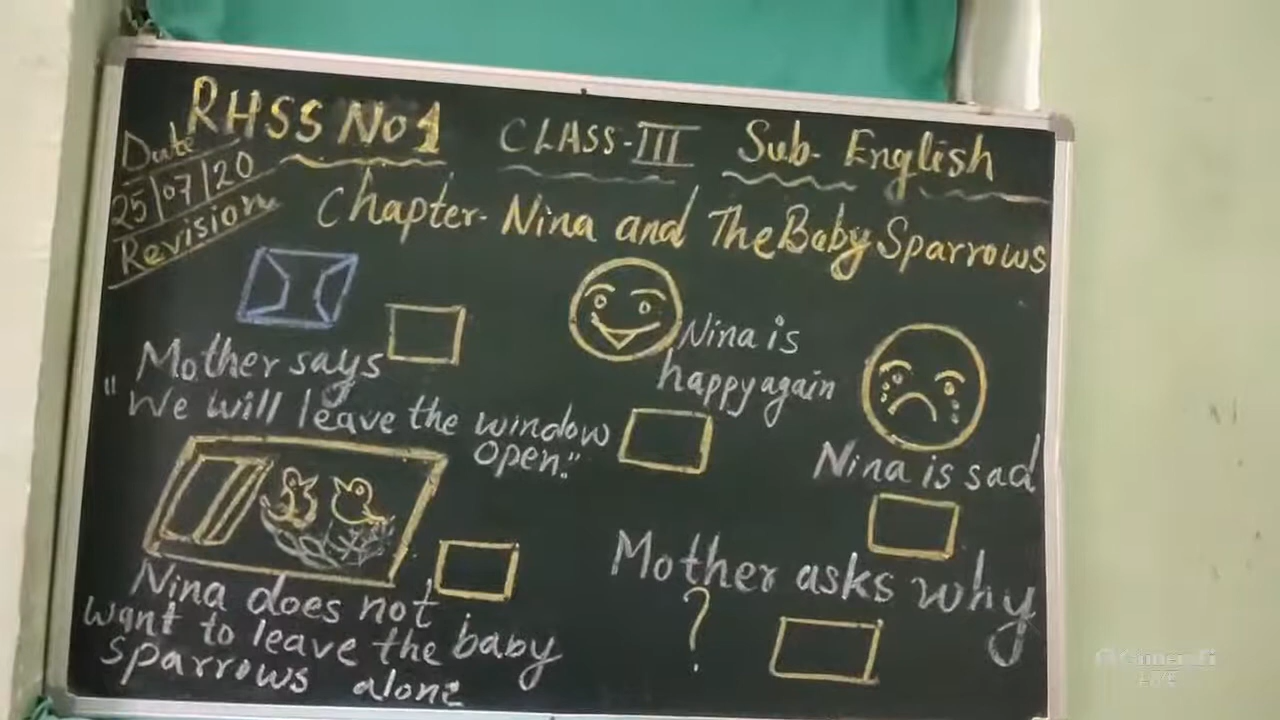 RHSS No 1 CLASS-III Sub- English
Date
25/07/20
Revision
Chapter- Nina and The Baby Sparrows
Mother says
"We will leave the window
open."
Nina is
happy again
Nina is sad
Nina does not
want to leave the baby
sparrows alone
Mother asks why
?